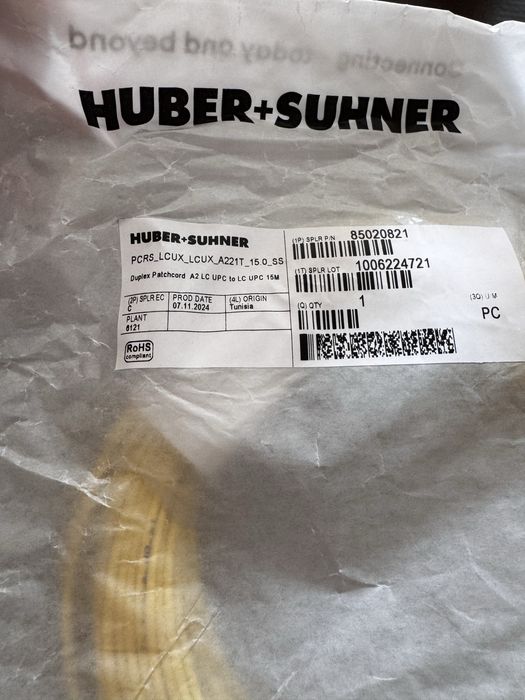 Connecting today and beyond
HUBER+SUHNER
HUBER+SUHNER
PCRS_LCUX_LCUX_A221T_15.0_SS
Duplex Patchcord A2 LC UPC to LC UPC 15M
(2P) SPLR EC
C
PROD DATE
07.11.2024
(4L) ORIGIN
Tunisia
PLANT
6121
RoHS
compliant
(1P) SPLR P/N 85020821
(1T) SPLR LOT 1006224721
(Q) QTY 1
(3Q) U M
PC